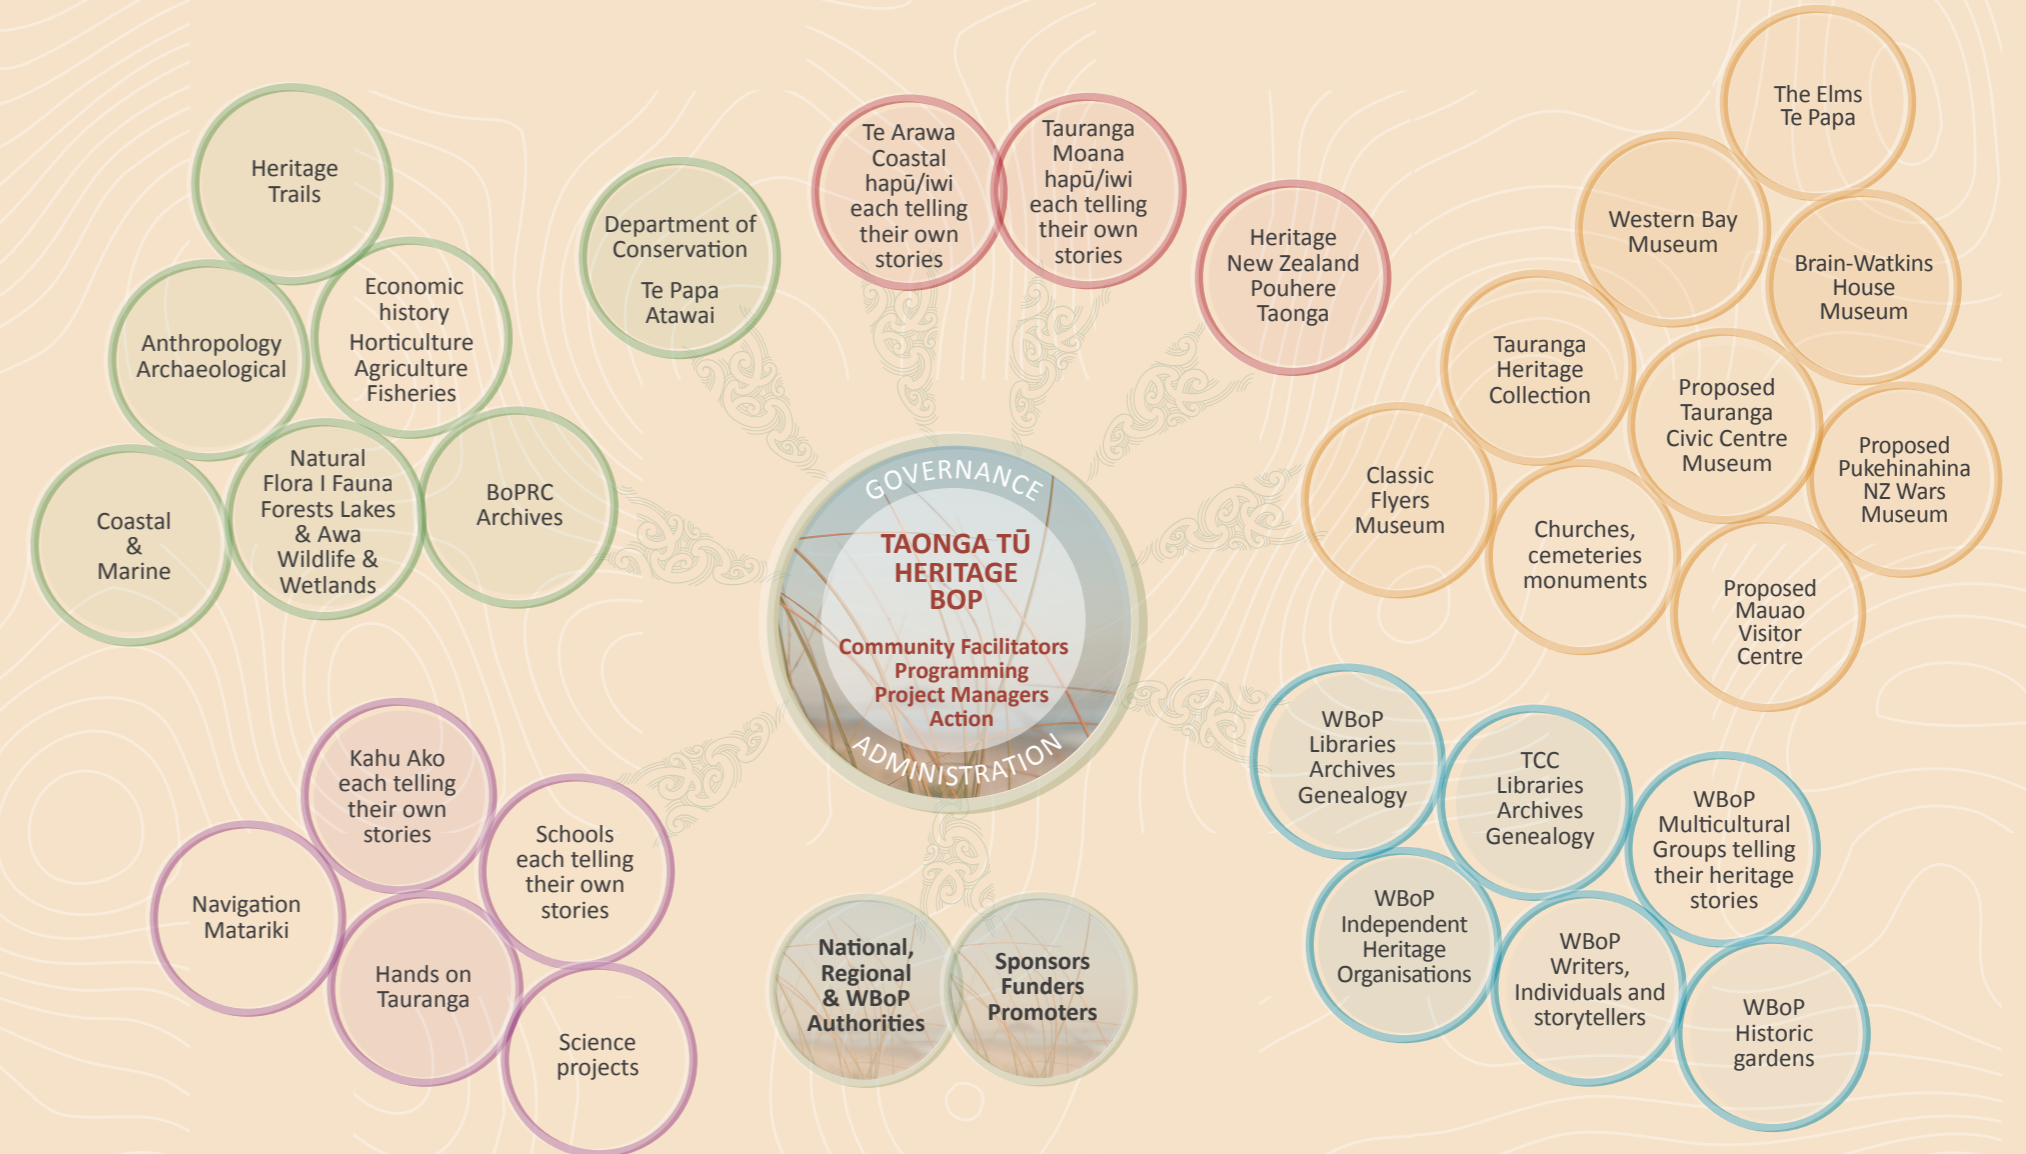 Heritage
Trails
Anthropology
Archaeological
Economic
history
Horticulture
Agriculture
Fisheries
Coastal
&
Marine
Natural
Flora I Fauna
Forests Lakes
& Awa
Wildlife &
Wetlands
BoPRC
Archives
Department of
Conservation
Te Papa
Atawai
Te Arawa
Coastal
hapū/iwi
each telling
their own
stories
Tauranga
Moana
hapū/iwi
each telling
their own
stories
Heritage
New Zealand
Pouhere
Taonga
The Elms
Te Papa
Western Bay
Museum
Brain-Watkins
House
Museum
Tauranga
Heritage
Collection
Proposed
Tauranga
Civic Centre
Museum
Proposed
Pukehinahina
NZ Wars
Museum
Classic
Flyers
Museum
Churches,
cemeteries
monuments
Proposed
Mauao
Visitor
Centre
GOVERNANCE
TAONGA TŪ
HERITAGE
BOP
Community Facilitators
Programming
Project Managers
Action
ADMINISTRATION
Kahu Ako
each telling
their own
stories
Navigation
Matariki
Schools
each telling
their own
stories
Hands on
Tauranga
Science
projects
National,
Regional
& WBoP
Authorities
Sponsors
Funders
Promoters
WBoP
Libraries
Archives
Genealogy
TCC
Libraries
Archives
Genealogy
WBoP
Multicultural
Groups telling
their heritage
stories
WBoP
Independent
Heritage
Organisations
WBoP
Writers,
Individuals and
storytellers
WBoP
Historic
gardens